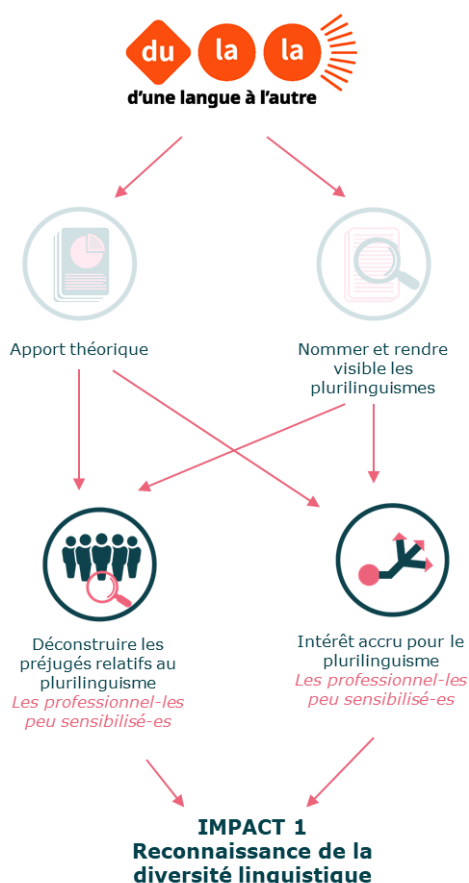 du la la
d'une langue à l'autre
Apport théorique
Nommer et rendre
visible les
plurilinguismes
Déconstruire les
préjugés relatifs au
plurilinguisme
Les professionnel-les
peu sensibilisé-es
Intérêt accru pour le
plurilinguisme
Les professionnel-les
peu sensibilisé-es
IMPACT 1
Reconnaissance de la
diversité linguistique